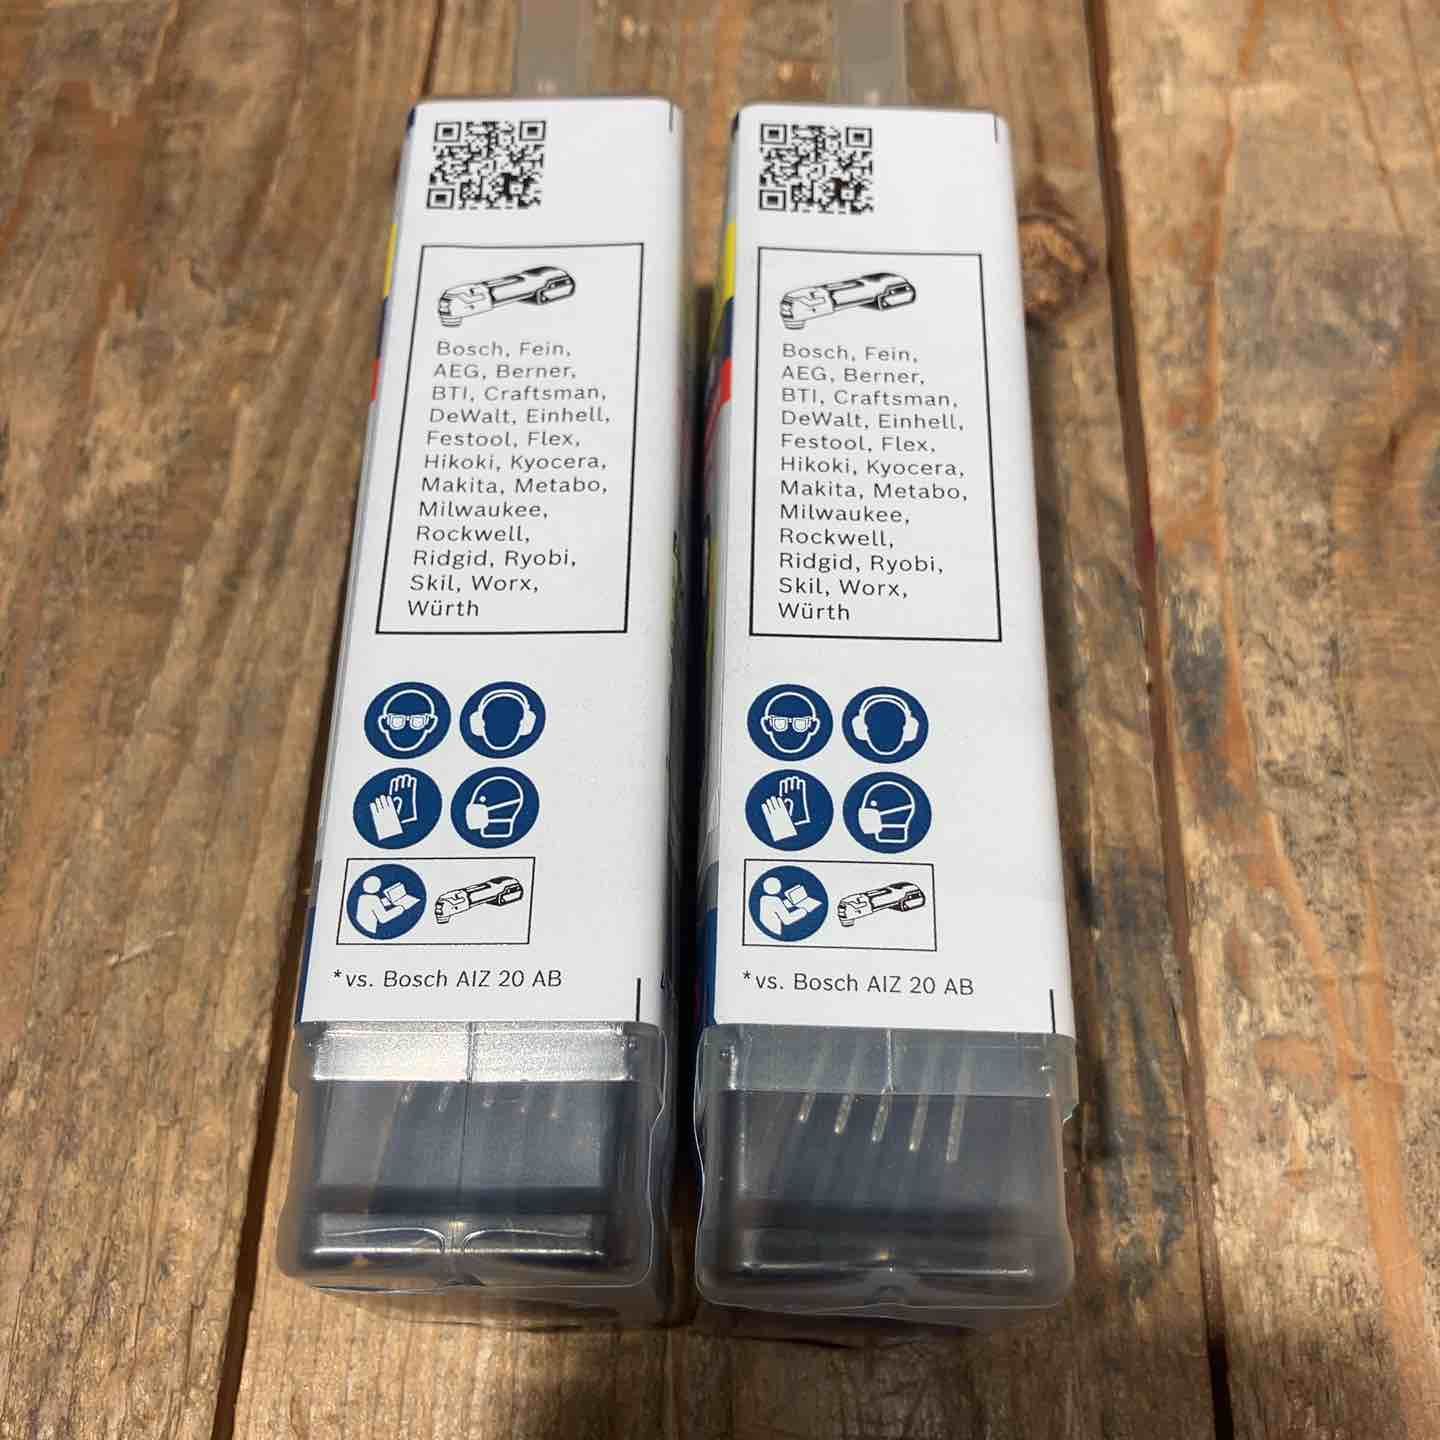 Bosch, Fein,
AEG, Berner,
BTI, Craftsman,
DeWalt, Einhell,
Festool, Flex,
Hikoki, Kyocera,
Makita, Metabo,
Milwaukee,
Rockwell,
Ridgid, Ryobi,
Skil, Worx,
Würth
*vs. Bosch AIZ 20 AB
Bosch, Fein,
AEG, Berner,
BTI, Craftsman,
DeWalt, Einhell,
Festool, Flex,
Hikoki, Kyocera,
Makita, Metabo,
Milwaukee,
Rockwell,
Ridgid, Ryobi,
Skil, Worx,
Würth
*vs. Bosch AIZ 20 AB